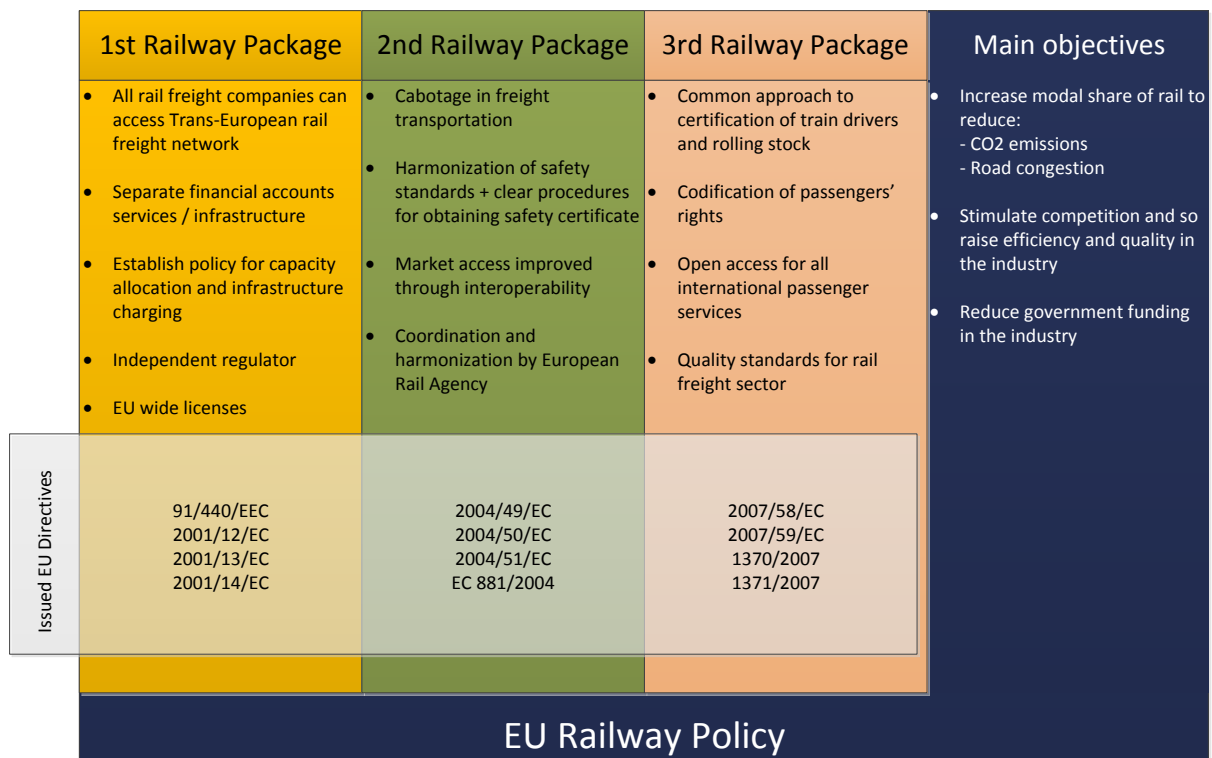 1st Railway Package
• All rail freight companies can
access Trans-European rail
freight network
• Separate financial accounts
services / infrastructure
• Establish policy for capacity
allocation and infrastructure
charging
• Independent regulator
• EU wide licenses
2nd Railway Package
• Cabotage in freight
transportation
• Harmonization of safety
standards + clear procedures
for obtaining safety certificate
• Market access improved
through interoperability
• Coordination and
harmonization by European
Rail Agency
3rd Railway Package
• Common approach to
certification of train drivers
and rolling stock
• Codification of passengers’
rights
• Open access for all
international passenger
services
• Quality standards for rail
freight sector
Main objectives
• Increase modal share of rail to
reduce:
- CO2 emissions
- Road congestion
• Stimulate competition and so
raise efficiency and quality in
the industry
• Reduce government funding
in the industry
Issued EU Directives
91/440/EEC
2001/12/EC
2001/13/EC
2001/14/EC
2004/49/EC
2004/50/EC
2004/51/EC
EC 881/2004
2007/58/EC
2007/59/EC
1370/2007
1371/2007
EU Railway Policy